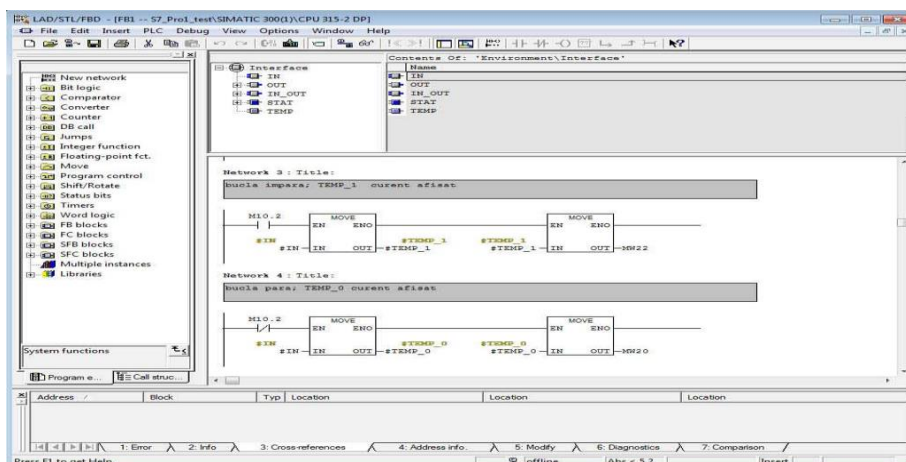 LAD/STL/FBD - [FB1 -- S7_Pro1_test\SIMATIC 300(1)\CPU 315-2 DP]
File Edit Insert PLC Debug View Options Window Help
Contents Of: 'Environment\Interface'
Interface
IN
OUT
IN_OUT
STAT
TEMP
Name
IN
OUT
IN_OUT
STAT
TEMP
New network
Bit logic
Comparator
Converter
Counter
DB call
Jumps
Integer function
Floating-point fct.
Move
Program control
Shift/Rotate
Status bits
Timers
Word logic
FB blocks
FC blocks
SFB blocks
SFC blocks
Multiple instances
Libraries
System functions
Program e...
Call struc...
Network 3 : Title:
bucla impara; TEMP_1 curent afisat
M10.2 MOVE MOVE
EN ENO EN ENO
#IN #TEMP_1 #TEMP_1
#IN IN OUT #TEMP_1 #TEMP_1 IN OUT MW22
Network 4 : Title:
bucla para; TEMP_0 curent afisat
M10.2 MOVE MOVE
EN ENO EN ENO
#IN #TEMP_0 #TEMP_0
#IN IN OUT #TEMP_0 #TEMP_0 IN OUT MW20
Address / Block Typ Location Location Location
1: Error 2: Info 3: Cross-references 4: Address info. 5: Modify 6: Diagnostics 7: Comparison
Press F1 to get Help. offline Abs < 5.2 Insert